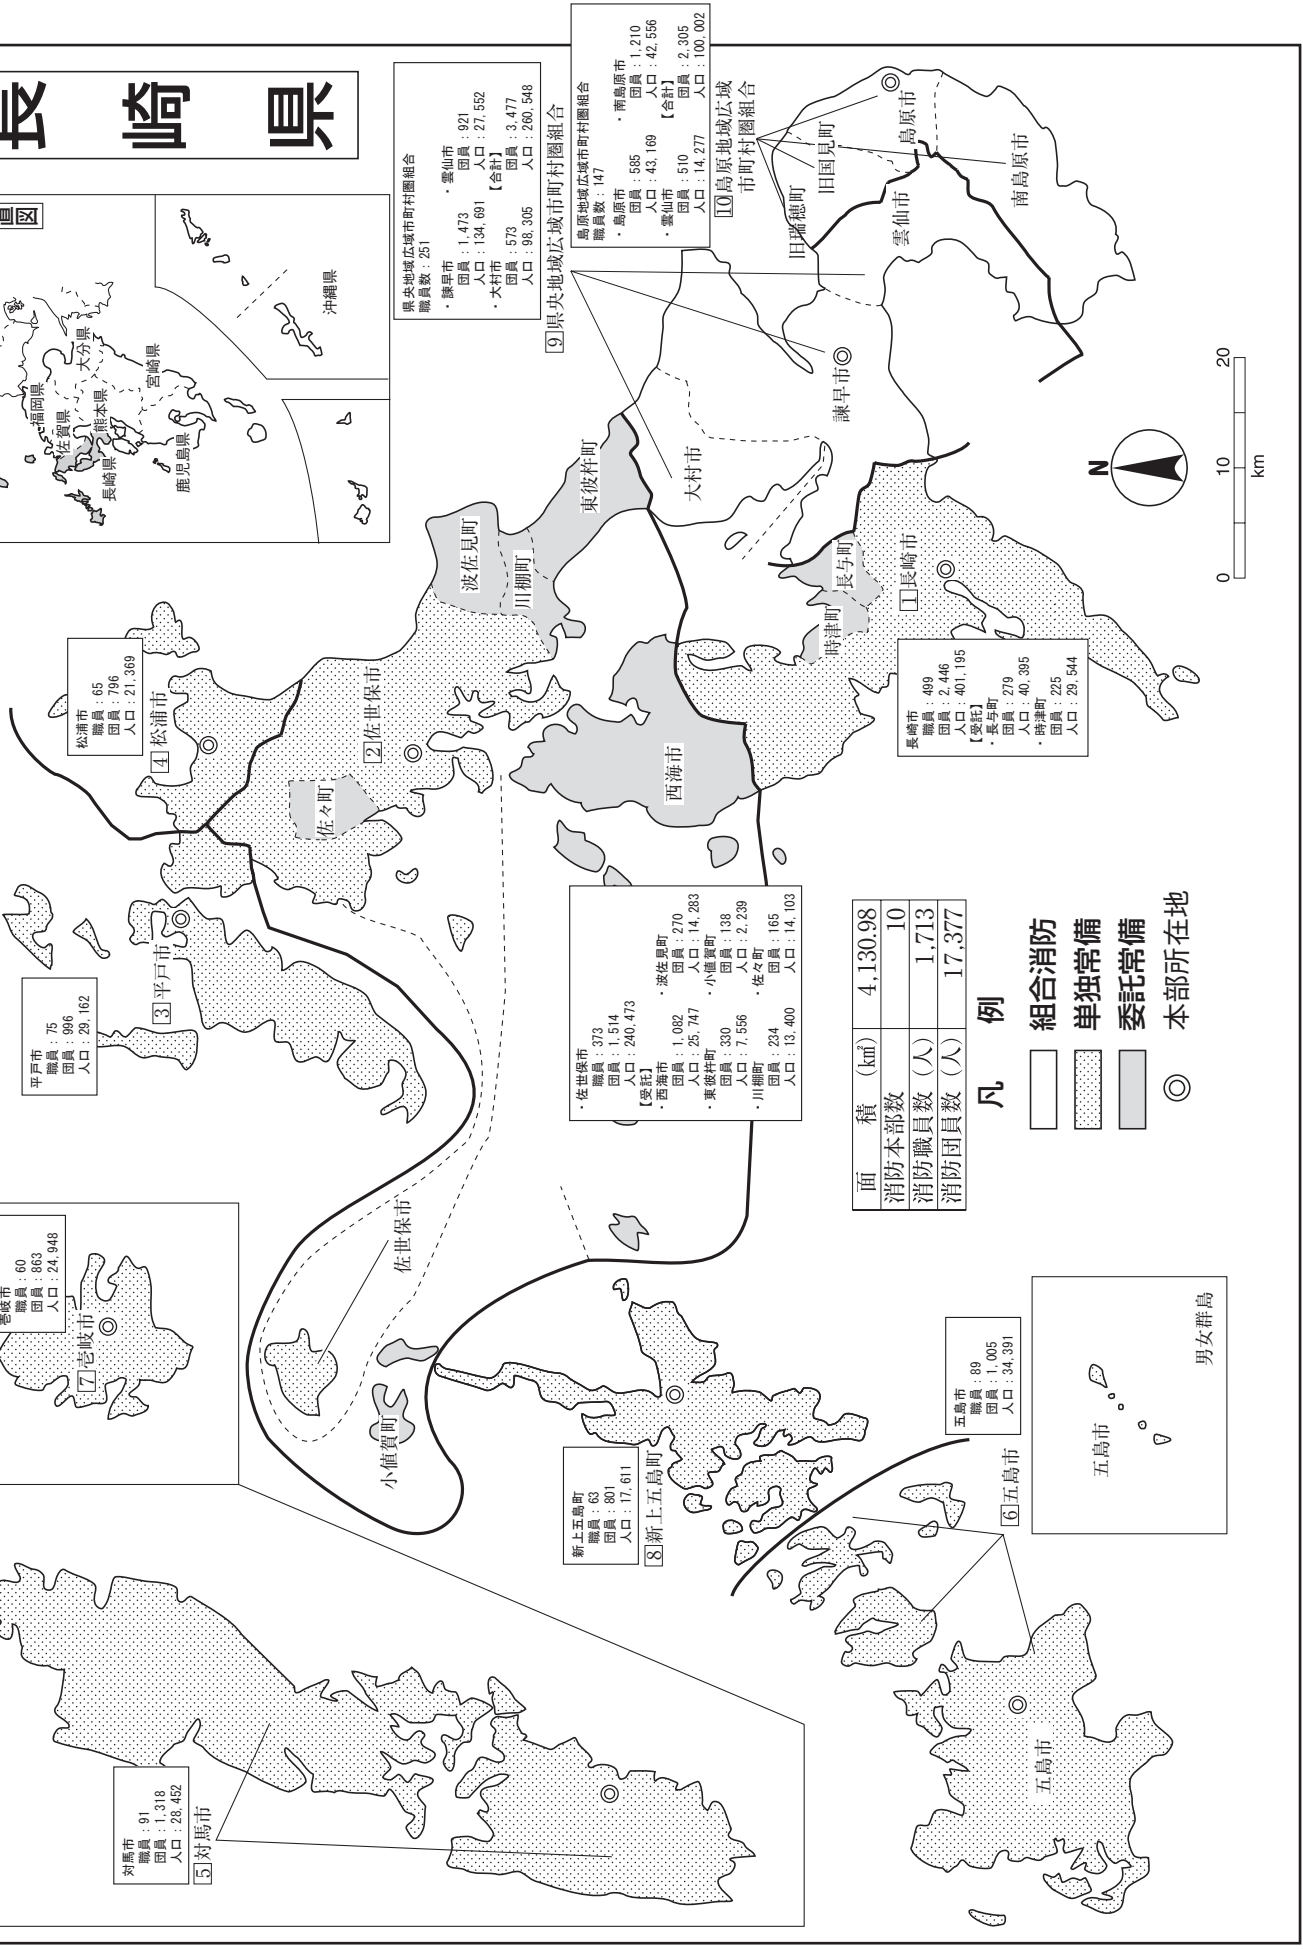 長崎県
置図
福岡県
佐賀県
大分県
熊本県
長崎県
宮崎県
鹿児島県
沖縄県
県央地域広域市町村圏組合
職員数：251
・諫早市
団員：1,473
人口：134,691
・雲仙市
団員：921
人口：27,552
・大村市
団員：573
人口：98,305
【合計】
団員：3,477
人口：260,548
9 県央地域広域市町村圏組合
島原地域広域市町村圏組合
職員数：147
・島原市
団員：585
人口：43,169
・南島原市
団員：1,210
人口：42,556
・雲仙市
団員：510
人口：14,277
【合計】
団員：2,305
人口：100,002
10 島原地域広域
市町村圏組合
旧瑞穂町
旧国見町
島原市
雲仙市
南島原市
諫早市
大村市
東彼杵町
波佐見町
川棚町
松浦市
職員：65
団員：796
人口：21,369
4 松浦市
2 佐世保市
佐々町
西海市
長与町
時津町
1 長崎市
長崎市
職員：499
団員：2,446
人口：401,195
【受託】
・長与町
団員：279
人口：40,395
・時津町
団員：225
人口：29,544
N
0 10 20
km
平戸市
職員：75
団員：996
人口：29,162
3 平戸市
・佐世保市
職員：373
団員：1,514
人口：240,473
【受託】
・西海市
団員：1,082
人口：25,747
・波佐見町
団員：270
人口：14,283
・東彼杵町
団員：330
人口：7,556
・小値賀町
団員：138
人口：2,239
・川棚町
団員：234
人口：13,400
・佐々町
団員：165
人口：14,103
面積（㎢） 4,130.98
消防本部数 10
消防職員数（人） 1,713
消防団員数（人） 17,377
凡例
組合消防
単独常備
委託常備
本部所在地
壱岐市
職員：60
団員：863
人口：24,948
7 壱岐市
佐世保市
小値賀町
新上五島町
職員：63
団員：801
人口：17,611
8 新上五島町
五島市
職員：89
団員：1,005
人口：34,391
6 五島市
五島市
男女群島
五島市
対馬市
職員：91
団員：1,318
人口：28,452
5 対馬市